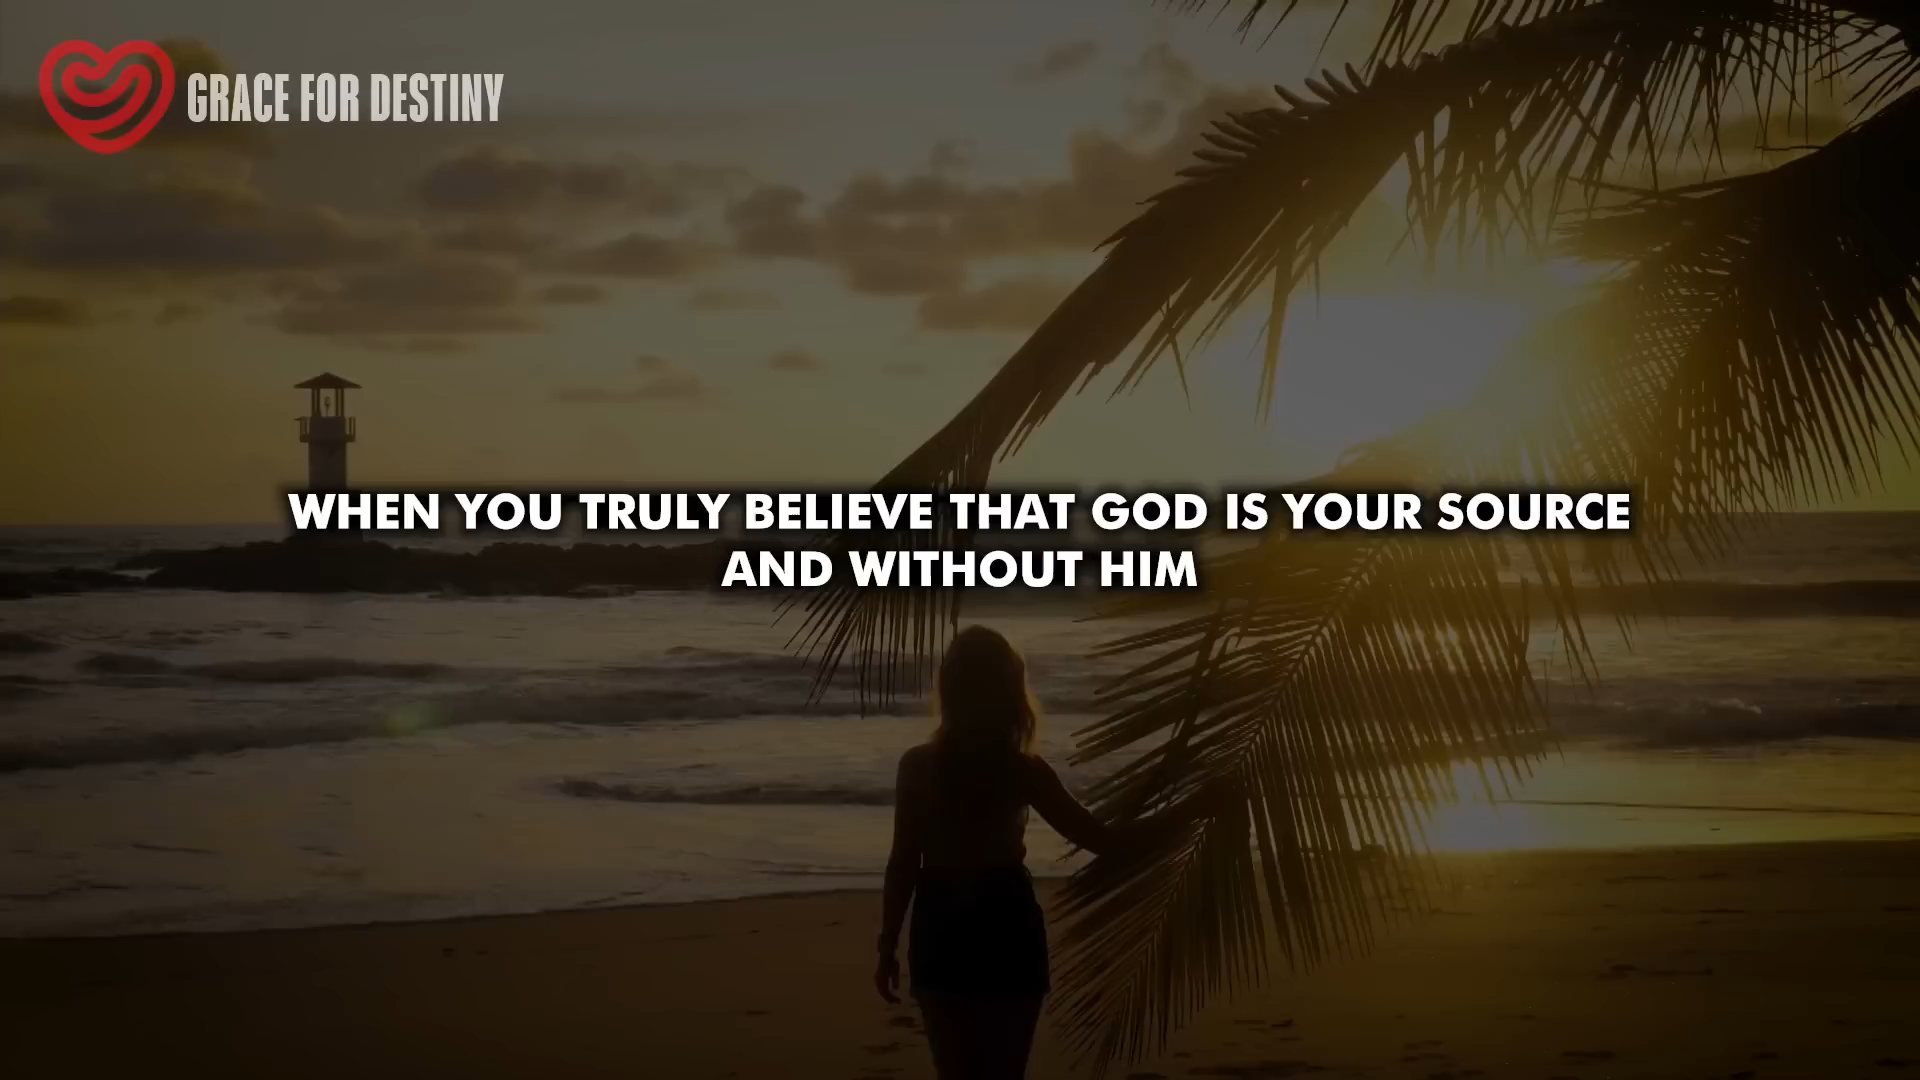 GRACE FOR DESTINY
WHEN YOU TRULY BELIEVE THAT GOD IS YOUR SOURCE
AND WITHOUT HIM